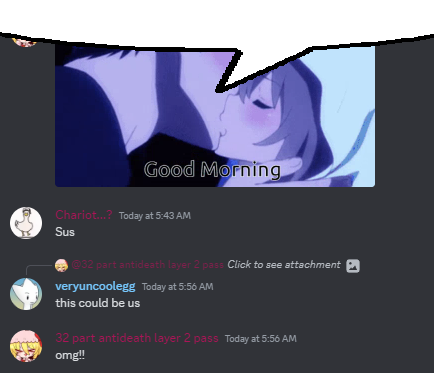 Good Morning
Chariot...? Today at 5:43 AM
Sus
@32 part antideath layer 2 pass Click to see attachment
veryuncoolegg Today at 5:56 AM
this could be us
32 part antideath layer 2 pass Today at 5:56 AM
omg!!